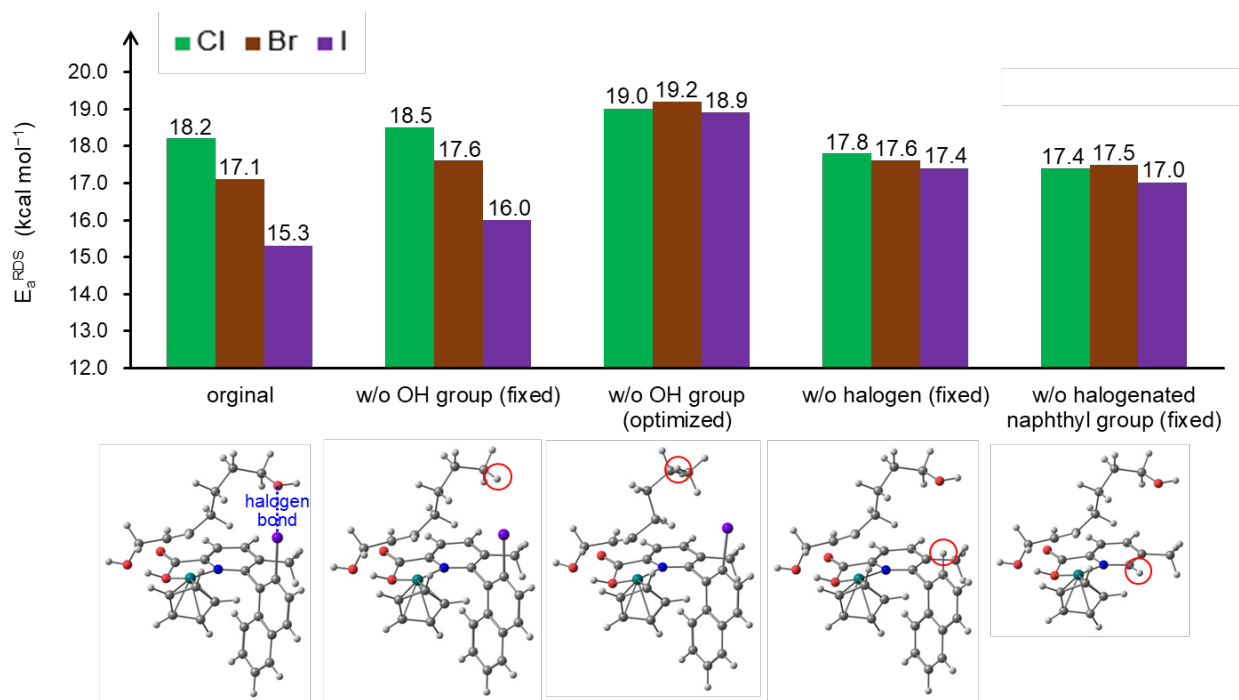 Cl Br I
E_a^RDS (kcal mol⁻¹)
20.0
19.0
18.0
17.0
16.0
15.0
14.0
13.0
12.0
18.2
17.1
15.3
18.5
17.6
16.0
19.0
19.2
18.9
17.8
17.6
17.4
17.4
17.5
17.0
orginal
w/o OH group (fixed)
w/o OH group
(optimized)
w/o halogen (fixed)
w/o halogenated
naphthyl group (fixed)
halogen
bond